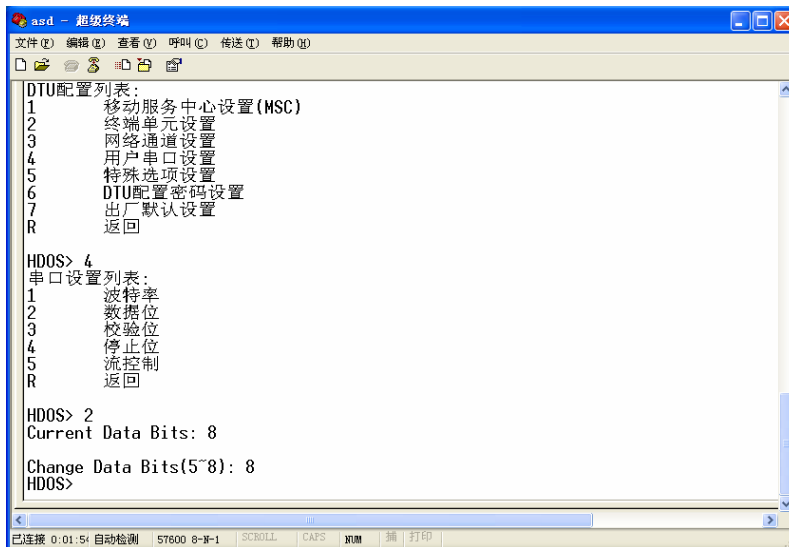 asd - 超级终端
文件(F) 编辑(E) 查看(V) 呼叫(C) 传送(T) 帮助(H)
DTU配置列表:
1 移动服务中心设置(MSC)
2 终端单元设置
3 网络通道设置
4 用户串口设置
5 特殊选项设置
6 DTU配置密码设置
7 出厂默认设置
R 返回
HDOS> 4
串口设置列表:
1 波特率
2 数据位
3 校验位
4 停止位
5 流控制
R 返回
HDOS> 2
Current Data Bits: 8
Change Data Bits(5~8): 8
HDOS>
已连接 0:01:54 自动检测 57600 8-N-1 SCROLL CAPS NUM 捕 打印